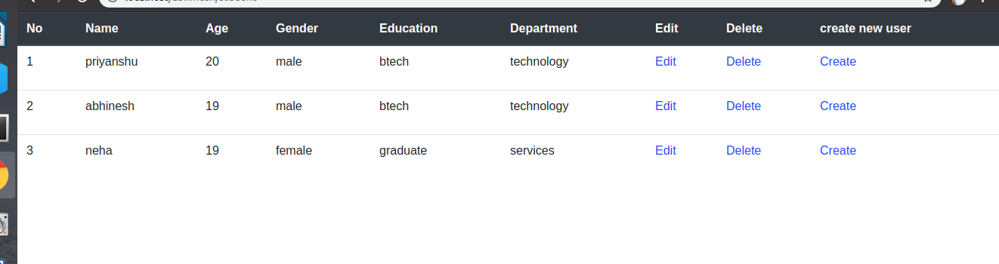 No Name Age Gender Education Department Edit Delete create new user
1 priyanshu 20 male btech technology Edit Delete Create
2 abhinesh 19 male btech technology Edit Delete Create
3 neha 19 female graduate services Edit Delete Create